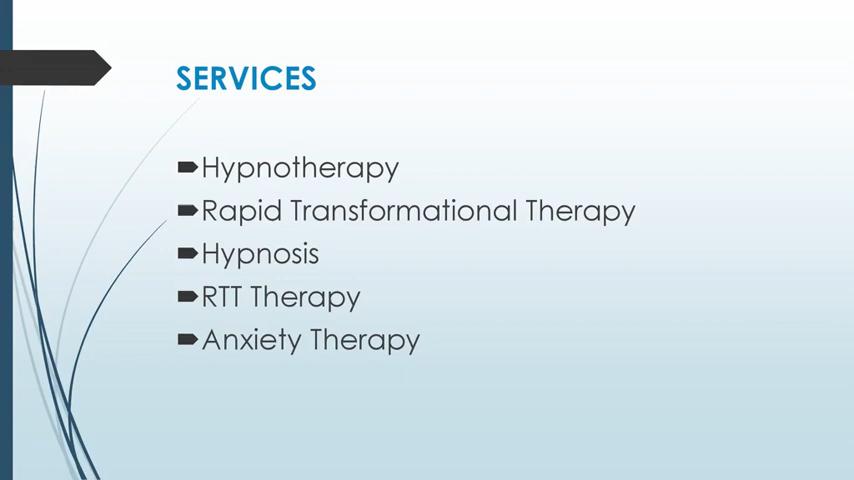 SERVICES
Hypnotherapy
Rapid Transformational Therapy
Hypnosis
RTT Therapy
Anxiety Therapy